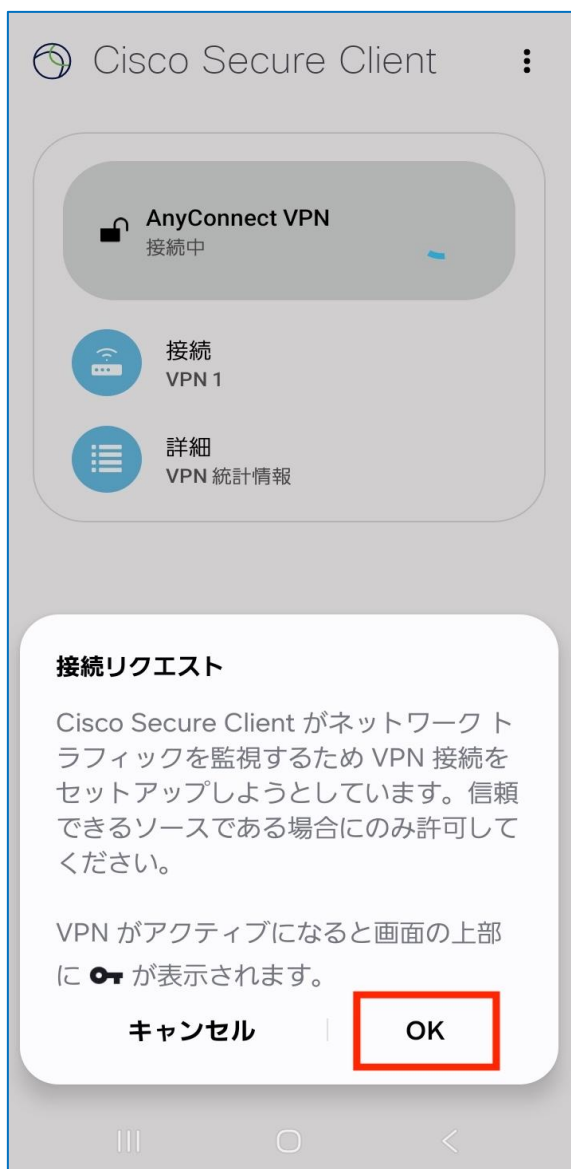 Cisco Secure Client
AnyConnect VPN
接続中
接続
VPN 1
詳細
VPN 統計情報
接続リクエスト
Cisco Secure Client がネットワーク ト
ラフィックを監視するため VPN 接続を
セットアップしようとしています。信頼
できるソースである場合にのみ許可して
ください。
VPN がアクティブになると画面の上部
に が表示されます。
キャンセル
OK